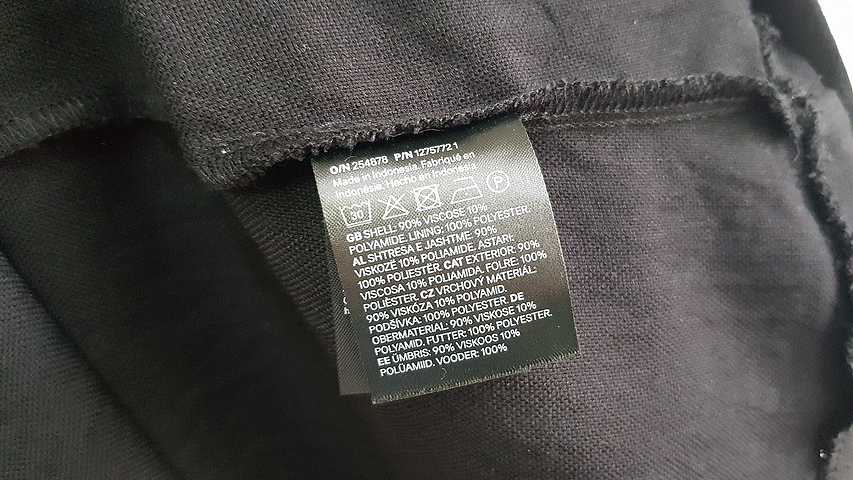 O/N 254878 P/N 1275772 1
Made in Indonesia. Fabriqué en
Indonésie. Hecho en Indonesia
30 P
GB SHELL: 90% VISCOSE 10%
POLYAMIDE. LINING: 100% POLYESTER.
AL SHTRESA E JASHTME: 90%
VISKOZË 10% POLIAMIDE. ASTARI:
100% POLIESTËR. CAT EXTERIOR: 90%
VISCOSA 10% POLIAMIDA. FOLRE: 100%
POLIÈSTER. CZ VRCHOVÝ MATERIÁL:
90% VISKÓZA 10% POLYAMID.
PODŠÍVKA: 100% POLYESTER. DE
OBERMATERIAL: 90% VISKOSE 10%
POLYAMID. FUTTER: 100% POLYESTER.
EE ÜMBRIS: 90% VISKOOS 10%
POLÜAMIID. VOODER: 100%